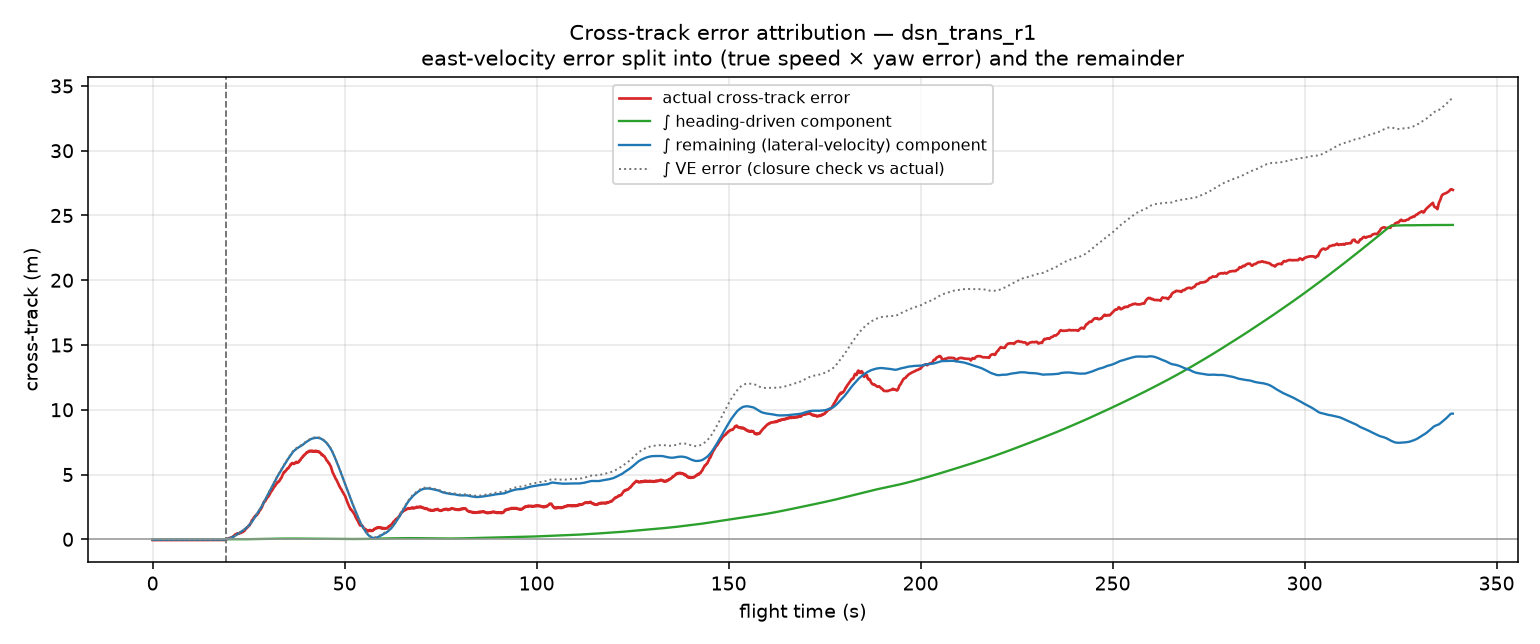 Cross-track error attribution — dsn_trans_r1
east-velocity error split into (true speed × yaw error) and the remainder
actual cross-track error
∫ heading-driven component
∫ remaining (lateral-velocity) component
∫ VE error (closure check vs actual)
cross-track (m)
35
30
25
20
15
10
5
0
0 50 100 150 200 250 300 350
flight time (s)